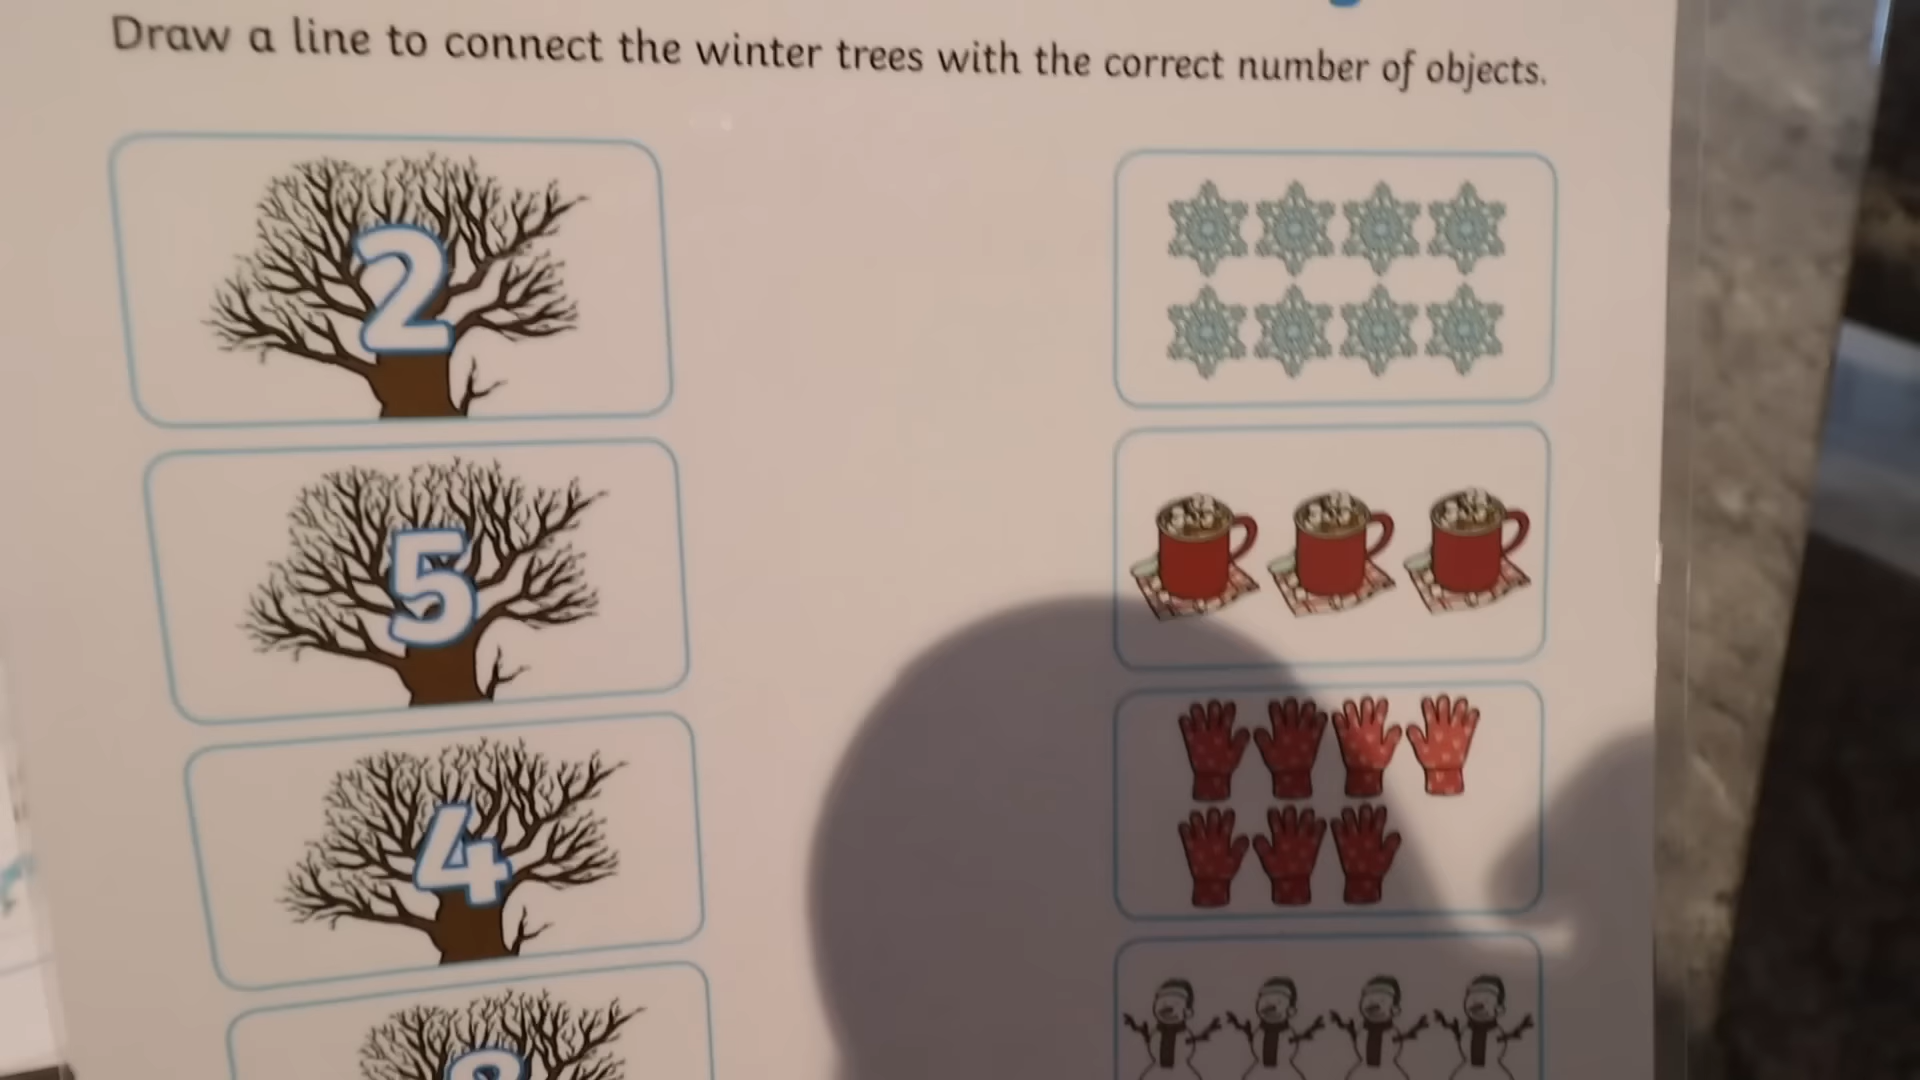 Draw a line to connect the winter trees with the correct number of objects.
2
5
4